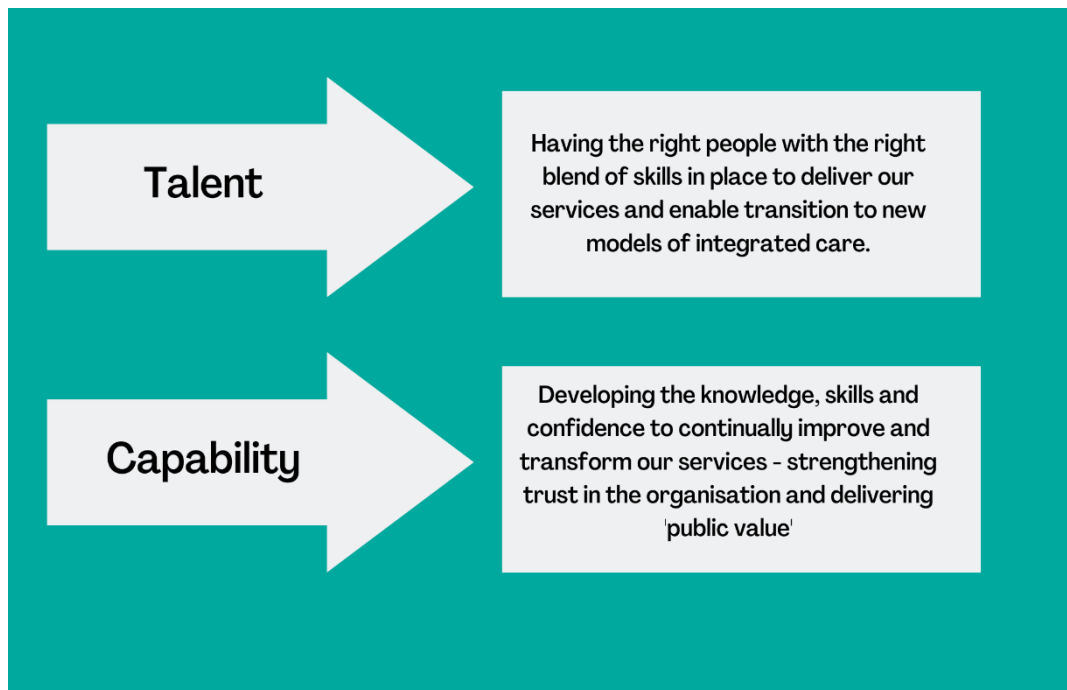 Talent
Having the right people with the right
blend of skills in place to deliver our
services and enable transition to new
models of integrated care.
Capability
Developing the knowledge, skills and
confidence to continually improve and
transform our services - strengthening
trust in the organisation and delivering
'public value'